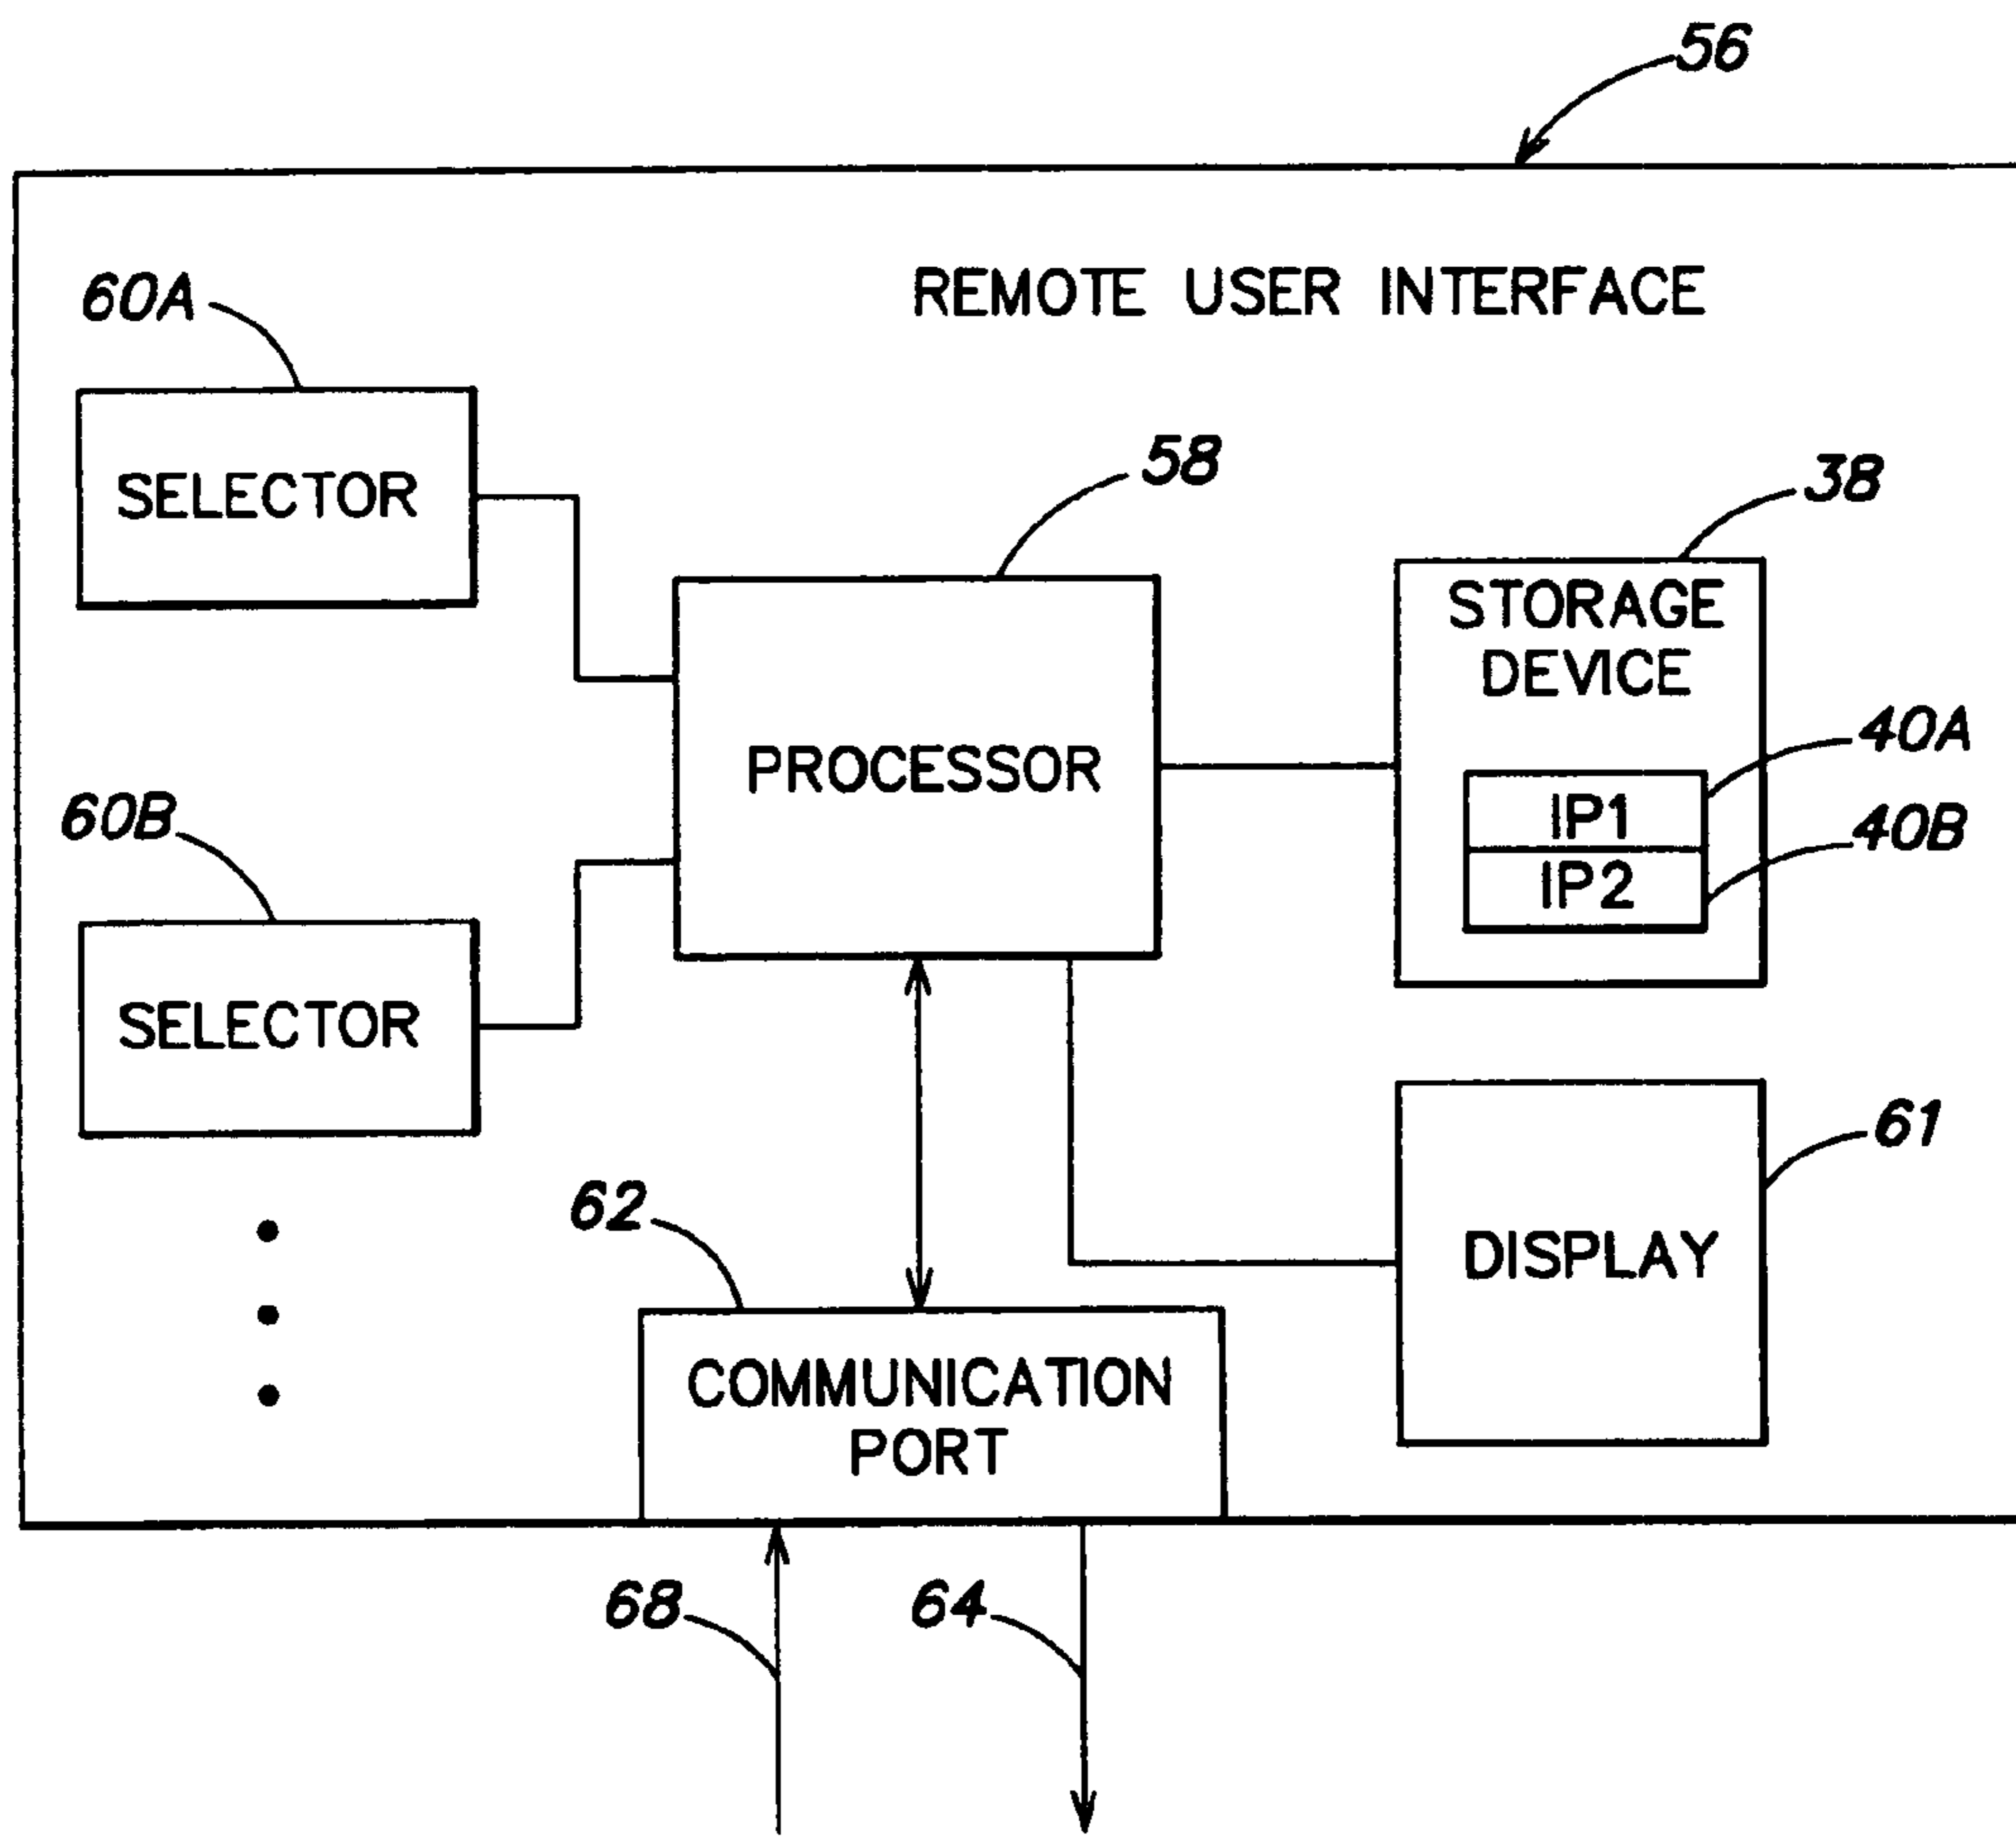 56
REMOTE USER INTERFACE
60A
SELECTOR
58
38
STORAGE
DEVICE
PROCESSOR
40A
IP1
40B
IP2
60B
SELECTOR
61
62
DISPLAY
COMMUNICATION
PORT
68
64